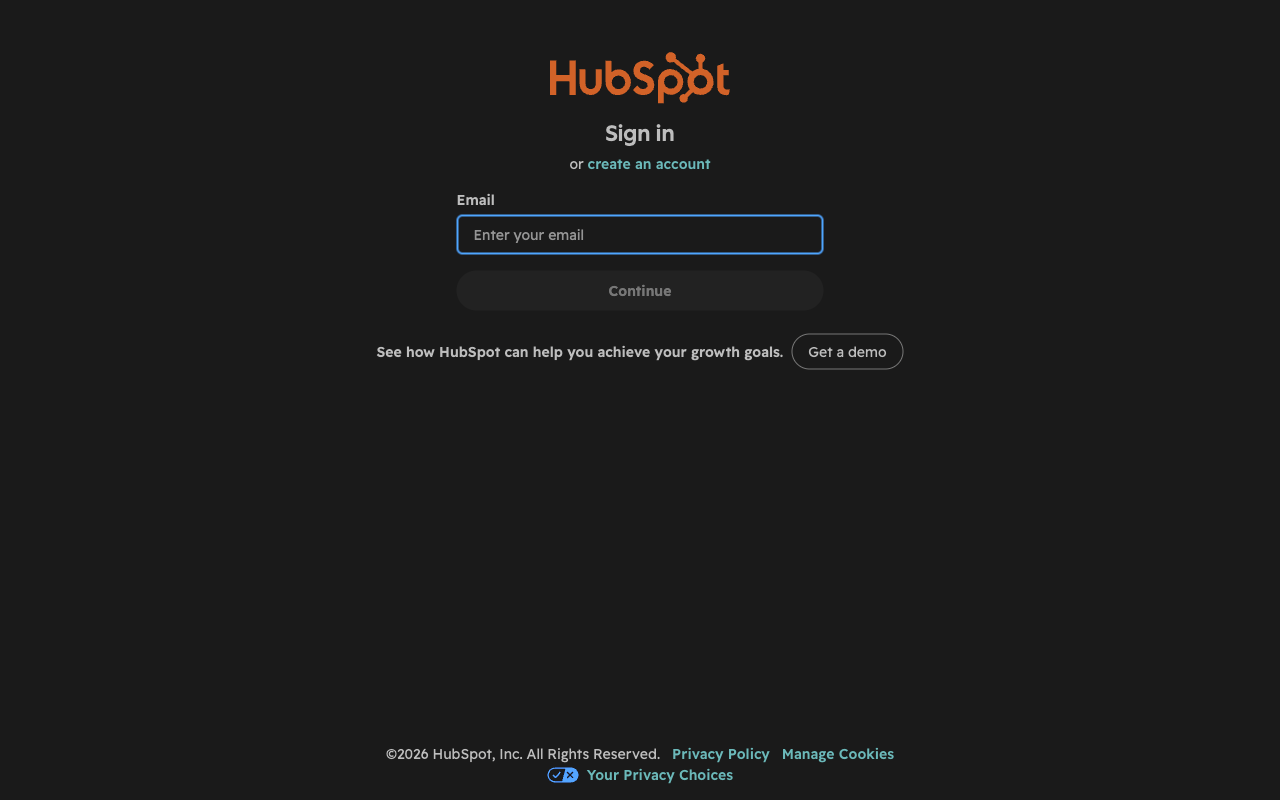 HubSpot
Sign in
or create an account
Email
Enter your email
Continue
See how HubSpot can help you achieve your growth goals. Get a demo
©2026 HubSpot, Inc. All Rights Reserved. Privacy Policy Manage Cookies
Your Privacy Choices